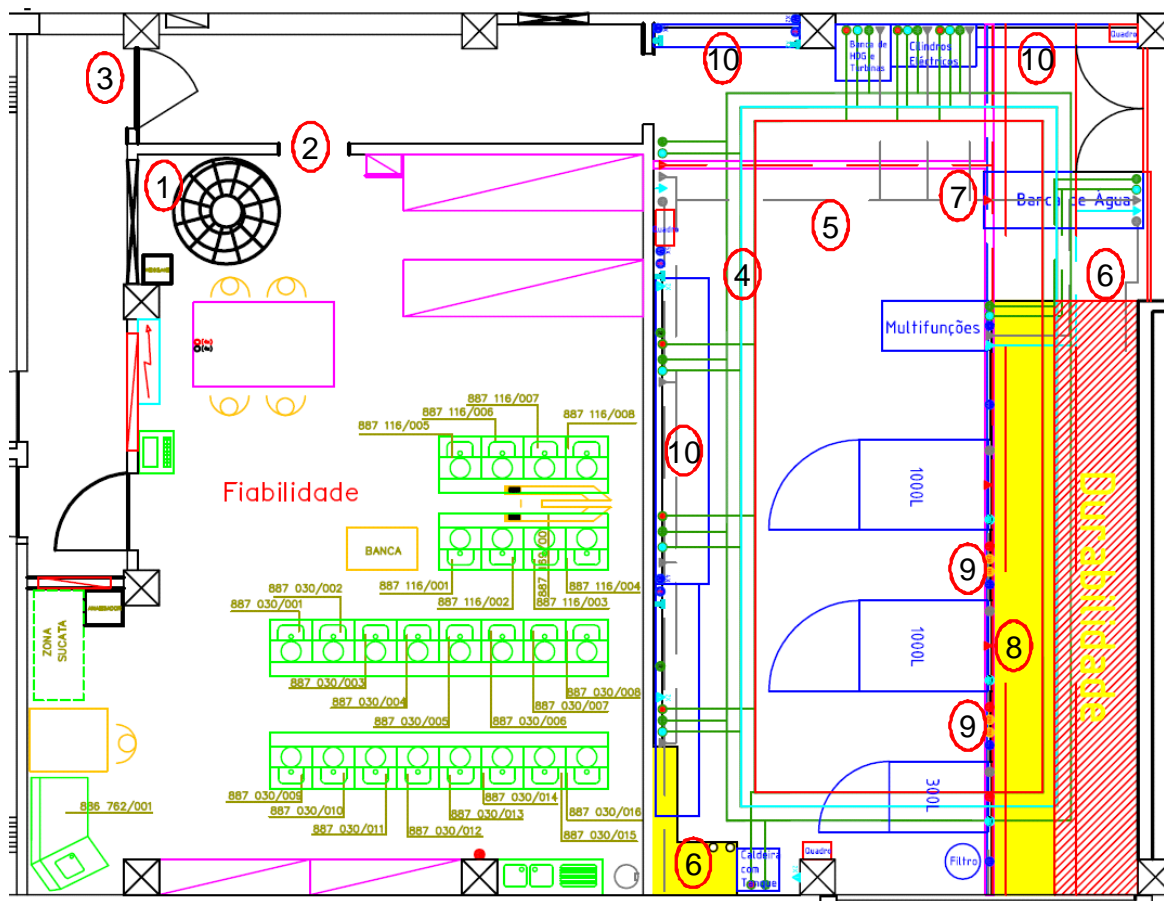 Quadro
10
10
Banca de
HDG e
Turbinas
Cilindros
Eléctricos
3
2
1
7
Banca de Água
5
Quadro
4
6
Multifunções
887 116/007
887 116/006
887 116/008
887 116/005
10
1000L
Durabilidade
Fiabilidade
BANCA
887 116/001
887 116/002
887 116/003
887 116/004
9
887 030/002
887 030/001
ZONA
SUCATA
1000L
8
887 030/003
887 030/004
887 030/005
887 030/006
887 030/007
887 030/008
9
886 762/001
887 030/009
887 030/010
887 030/011
887 030/012
887 030/013
887 030/014
887 030/015
887 030/016
300L
6
Caldeira
com
Tanque
Quadro
Filtro